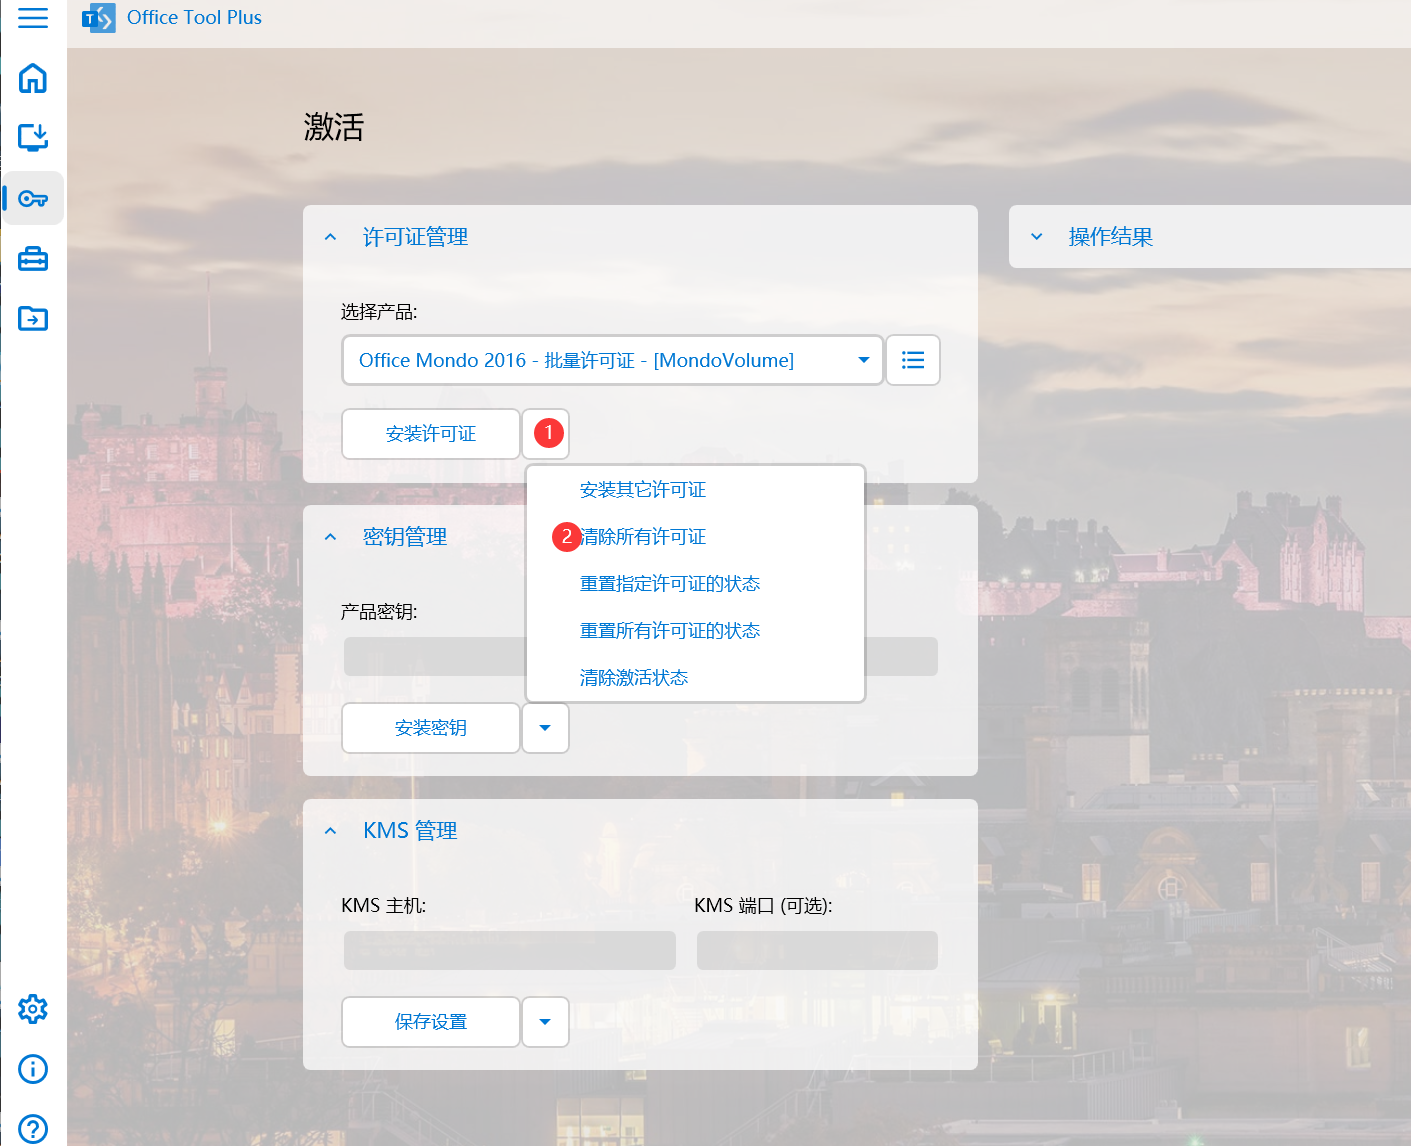 Office Tool Plus
激活
许可证管理
操作结果
选择产品:
Office Mondo 2016 - 批量许可证 - [MondoVolume]
安装许可证
1
安装其它许可证
2 清除所有许可证
重置指定许可证的状态
重置所有许可证的状态
清除激活状态
密钥管理
产品密钥:
安装密钥
KMS 管理
KMS 主机:
KMS 端口 (可选):
保存设置